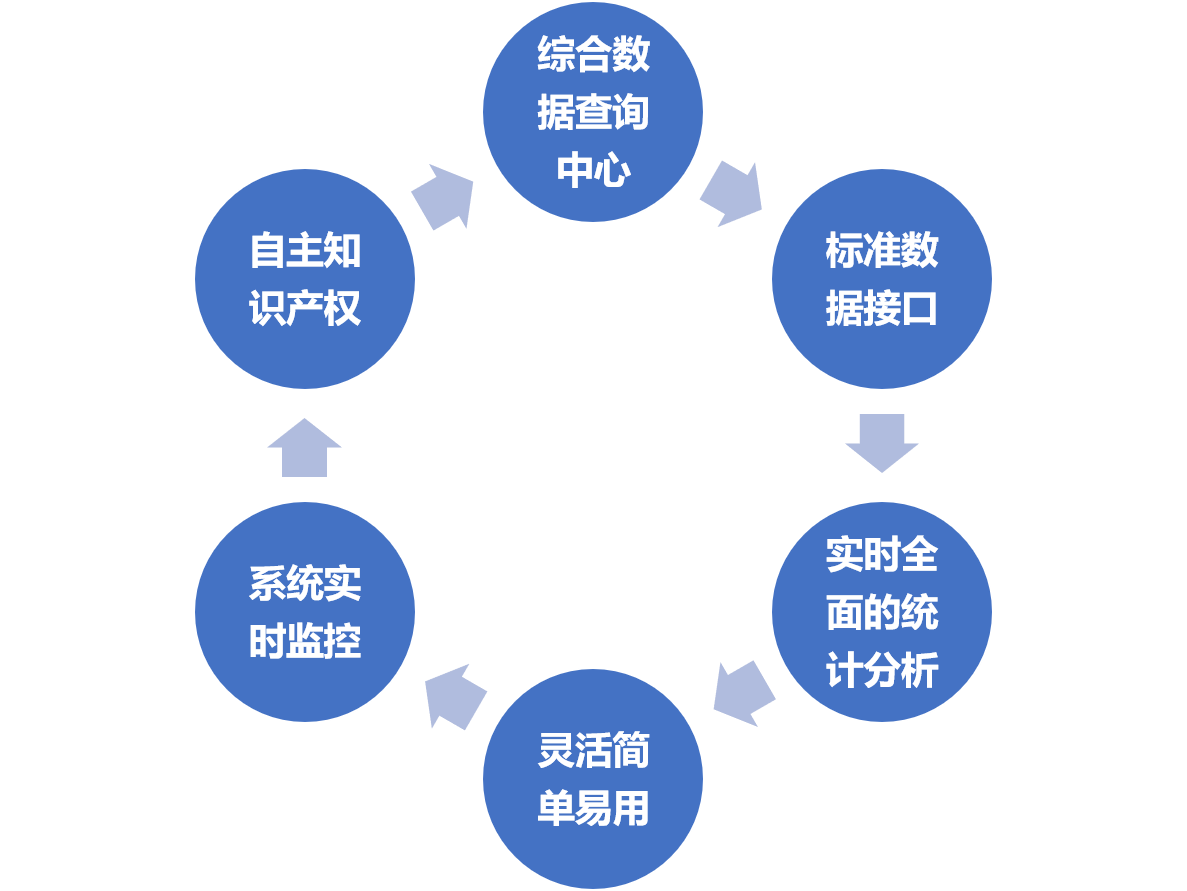 综合数
据查询
中心
标准数
据接口
实时全
面的统
计分析
灵活简
单易用
系统实
时监控
自主知
识产权